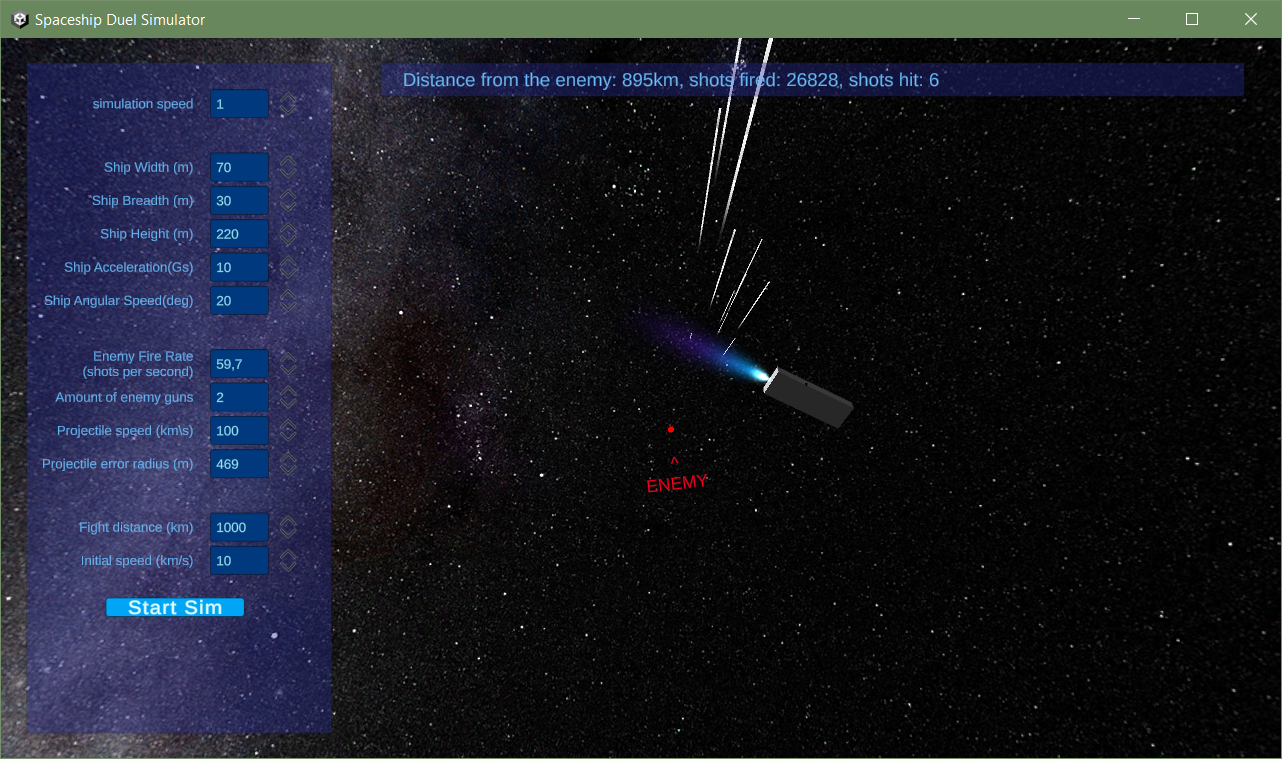 Spaceship Duel Simulator
Distance from the enemy: 895km, shots fired: 26828, shots hit: 6
simulation speed 1
Ship Width (m) 70
Ship Breadth (m) 30
Ship Height (m) 220
Ship Acceleration(Gs) 10
Ship Angular Speed(deg) 20
Enemy Fire Rate
(shots per second) 59,7
Amount of enemy guns 2
Projectile speed (km\s) 100
Projectile error radius (m) 469
Fight distance (km) 1000
Initial speed (km/s) 10
Start Sim
^
ENEMY